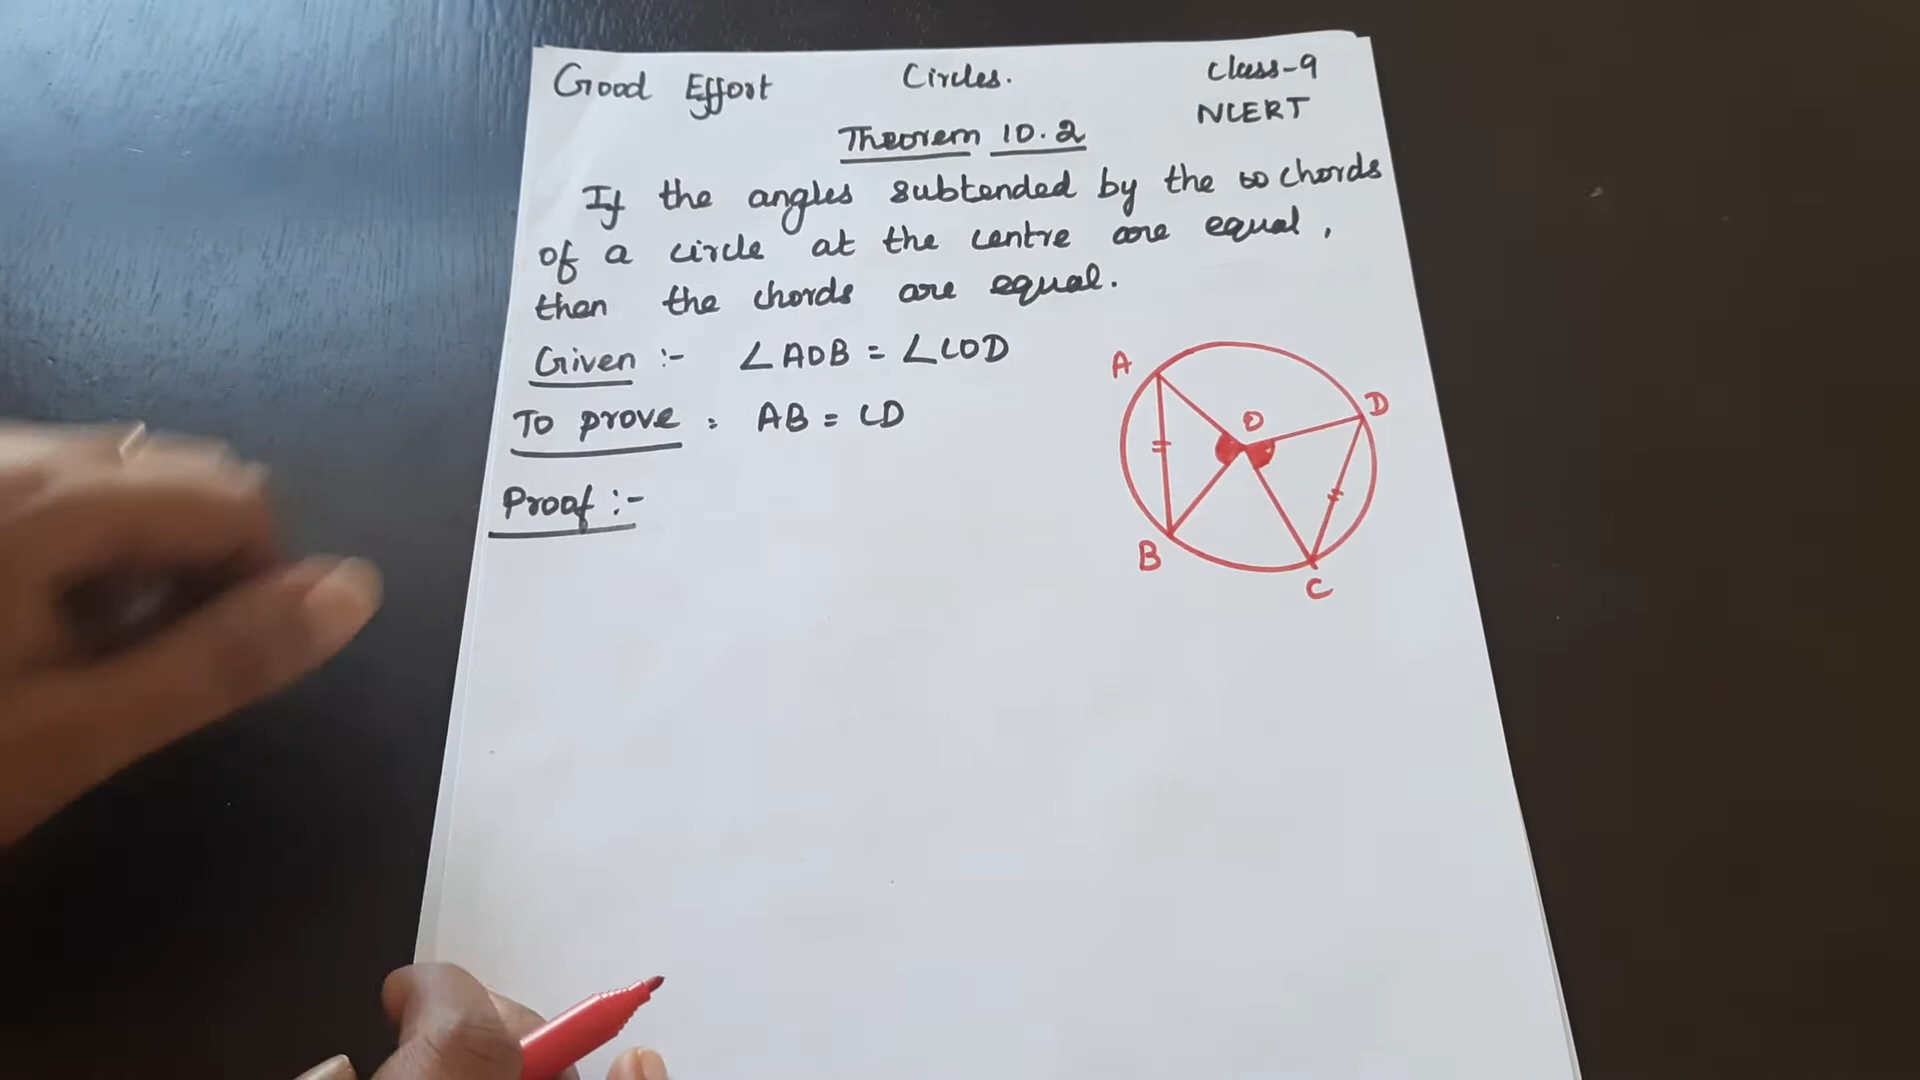 Good Effort Circles. Class-9
NCERT
Theorem 10.2
If the angles subtended by the chords
of a circle at the centre are equal,
then the chords are equal.
Given :- ∠AOB = ∠COD
To prove : AB = CD
Proof :-
A
D
O
B
C